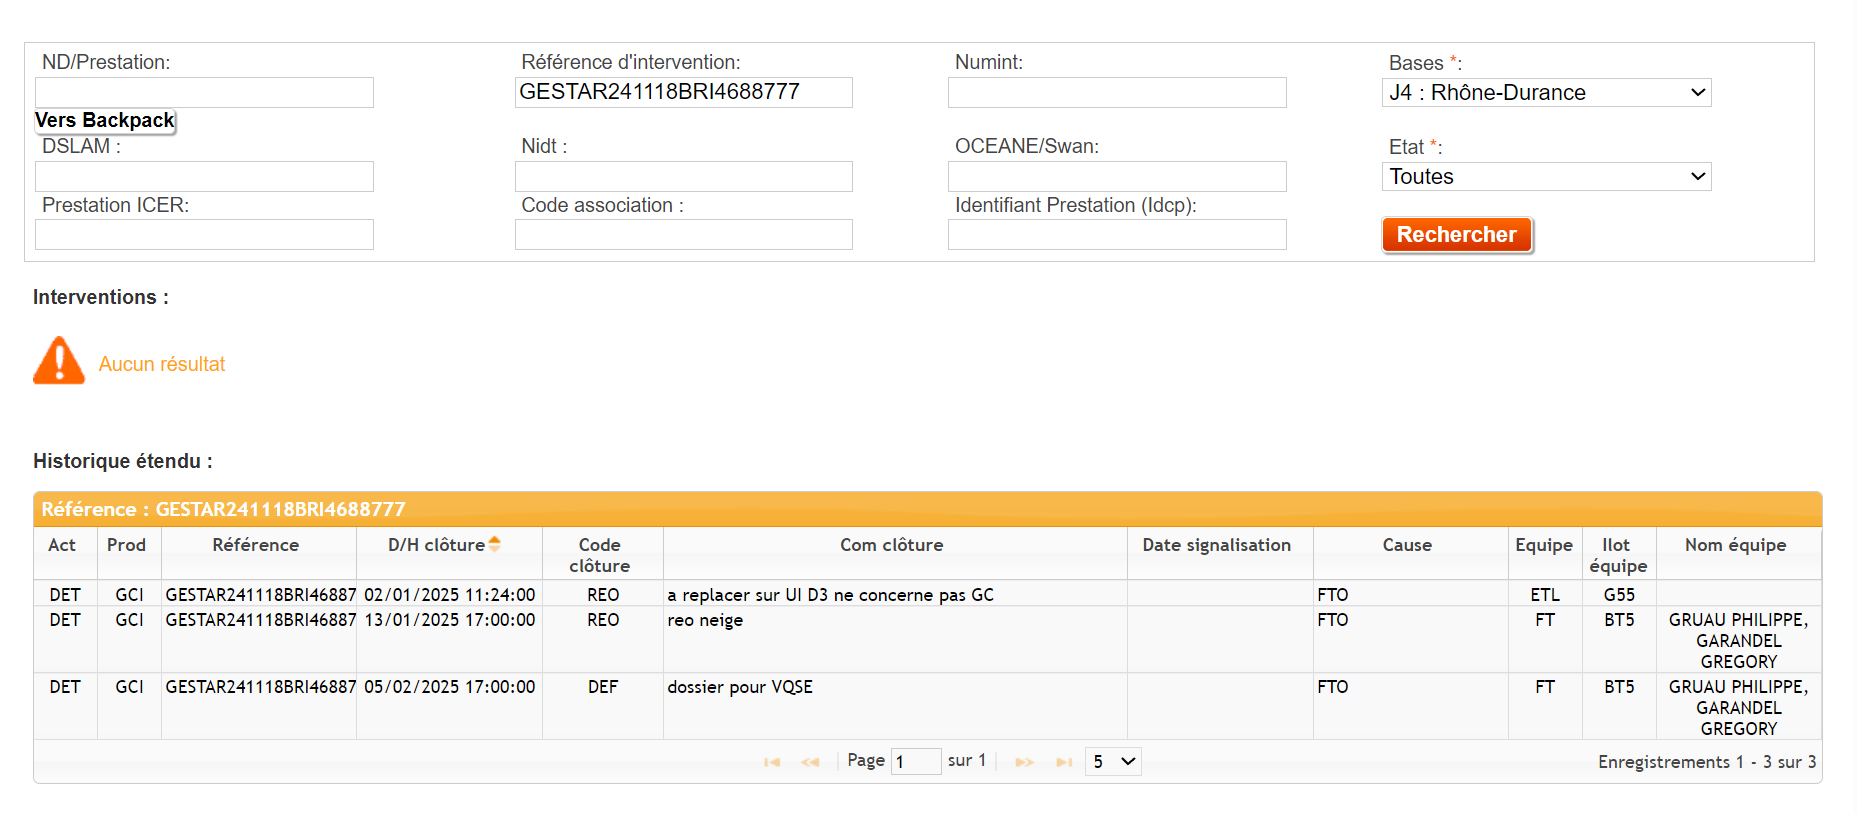 ND/Prestation: Référence d'intervention: Numint: Bases *:
GESTAR241118BRI4688777 J4 : Rhône-Durance
Vers Backpack
DSLAM : Nidt : OCEANE/Swan: Etat *:
Toutes
Prestation ICER: Code association : Identifiant Prestation (Idcp):
Rechercher
Interventions :
Aucun résultat
Historique étendu :
Référence : GESTAR241118BRI4688777
Act Prod Référence D/H clôture Code clôture Com clôture Date signalisation Cause Equipe Ilot équipe Nom équipe
DET GCI GESTAR241118BRI46887 02/01/2025 11:24:00 REO a replacer sur UI D3 ne concerne pas GC FTO ETL G55
DET GCI GESTAR241118BRI46887 13/01/2025 17:00:00 REO reo neige FTO FT BT5 GRUAU PHILIPPE,
GARANDEL
GREGORY
DET GCI GESTAR241118BRI46887 05/02/2025 17:00:00 DEF dossier pour VQSE FTO FT BT5 GRUAU PHILIPPE,
GARANDEL
GREGORY
Page 1 sur 1 5 Enregistrements 1 - 3 sur 3